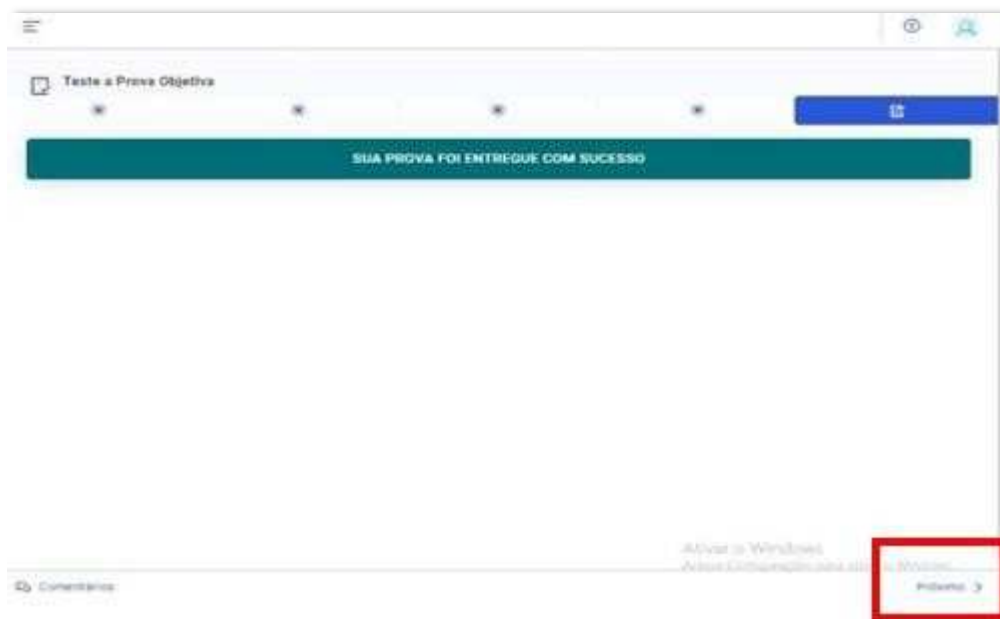 Teste a Prova Objetiva
SUA PROVA FOI ENTREGUE COM SUCESSO
Ativar o Windows
Comentários
Próximo